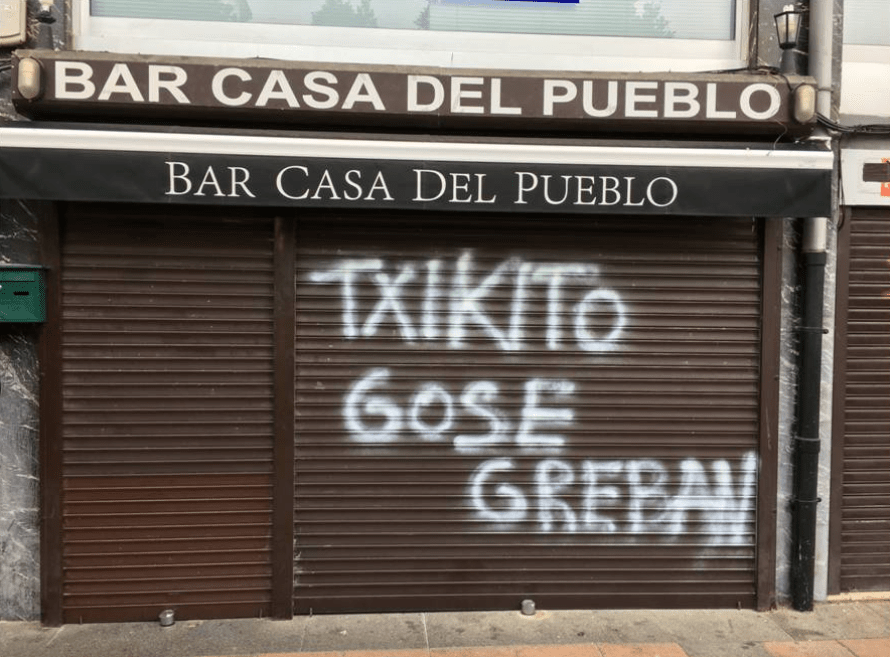 BAR CASA DEL PUEBLO
BAR CASA DEL PUEBLO
TXIKITO
GOSE
GREBAN